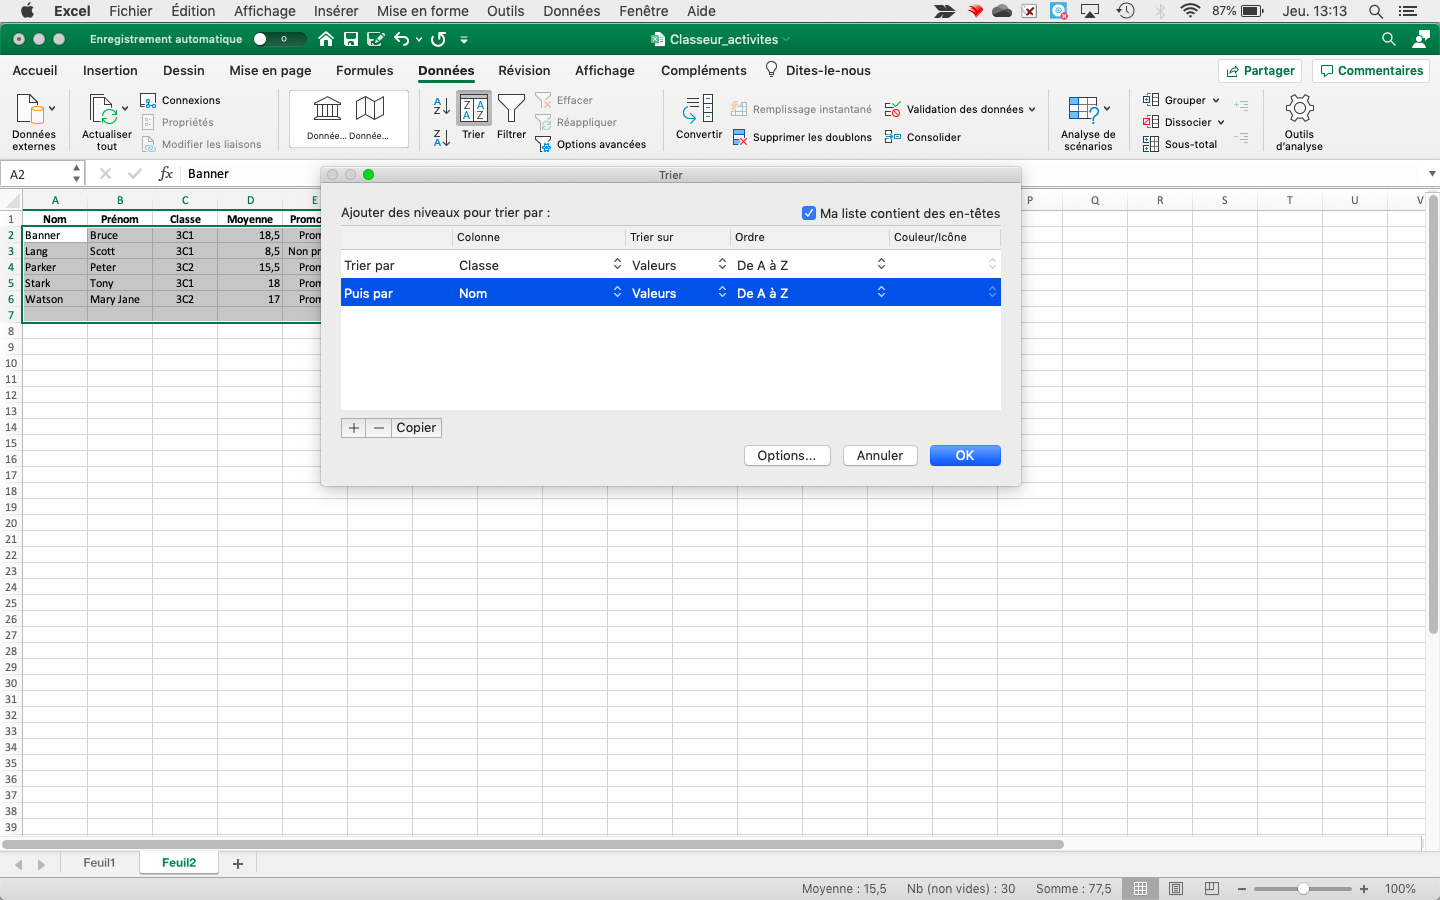 Excel Fichier Édition Affichage Insérer Mise en forme Outils Données Fenêtre Aide 87% Jeu. 13:13
Enregistrement automatique Classeur_activites
Accueil Insertion Dessin Mise en page Formules Données Révision Affichage Compléments Dites-le-nous Partager Commentaires
Données externes
Actualiser tout
Connexions
Propriétés
Modifier les liaisons
Donnée... Donnée...
Trier
Filtrer
Effacer
Réappliquer
Options avancées
Convertir
Remplissage instantané
Supprimer les doublons
Validation des données
Consolider
Analyse de scénarios
Grouper
Dissocier
Sous-total
Outils d’analyse
A2 fx Banner
A B C D E P Q R S T U V
1 Nom Prénom Classe Moyenne Promo
2 Banner Bruce 3C1 18,5 Prom
3 Lang Scott 3C1 8,5 Non pr
4 Parker Peter 3C2 15,5 Prom
5 Stark Tony 3C1 18 Prom
6 Watson Mary Jane 3C2 17 Prom
7
8
9
10
11
12
13
14
15
16
17
18
19
20
21
22
23
24
25
26
27
28
29
30
31
32
33
34
35
36
37
38
39
Trier
Ajouter des niveaux pour trier par : Ma liste contient des en-têtes
Colonne Trier sur Ordre Couleur/Icône
Trier par Classe Valeurs De A à Z
Puis par Nom Valeurs De A à Z
+ − Copier
Options... Annuler OK
Feuil1 Feuil2 +
Moyenne : 15,5 Nb (non vides) : 30 Somme : 77,5 − + 100%